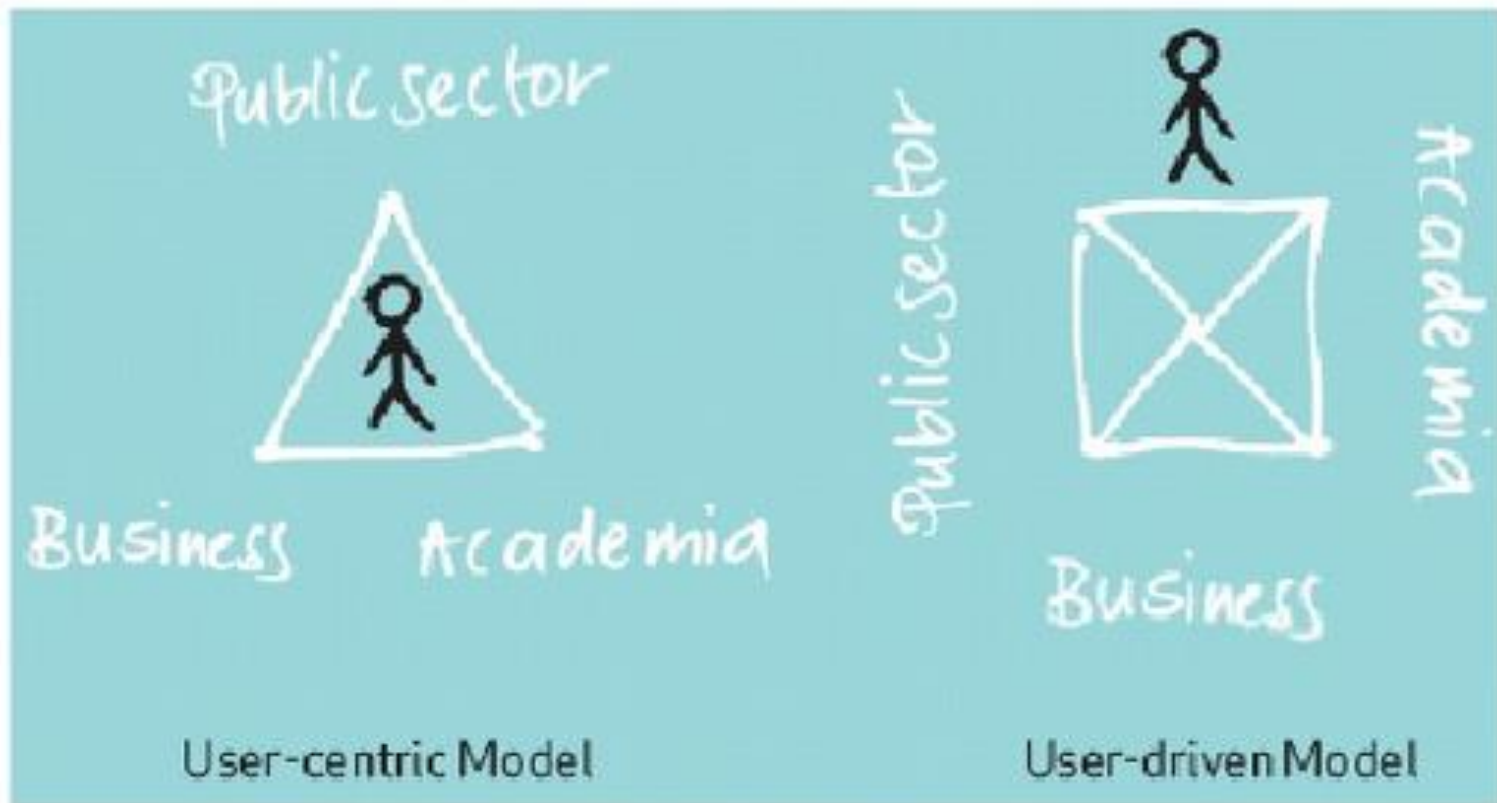 Public sector
Business
Academia
User-centric Model
Public sector
Academia
Business
User-driven Model